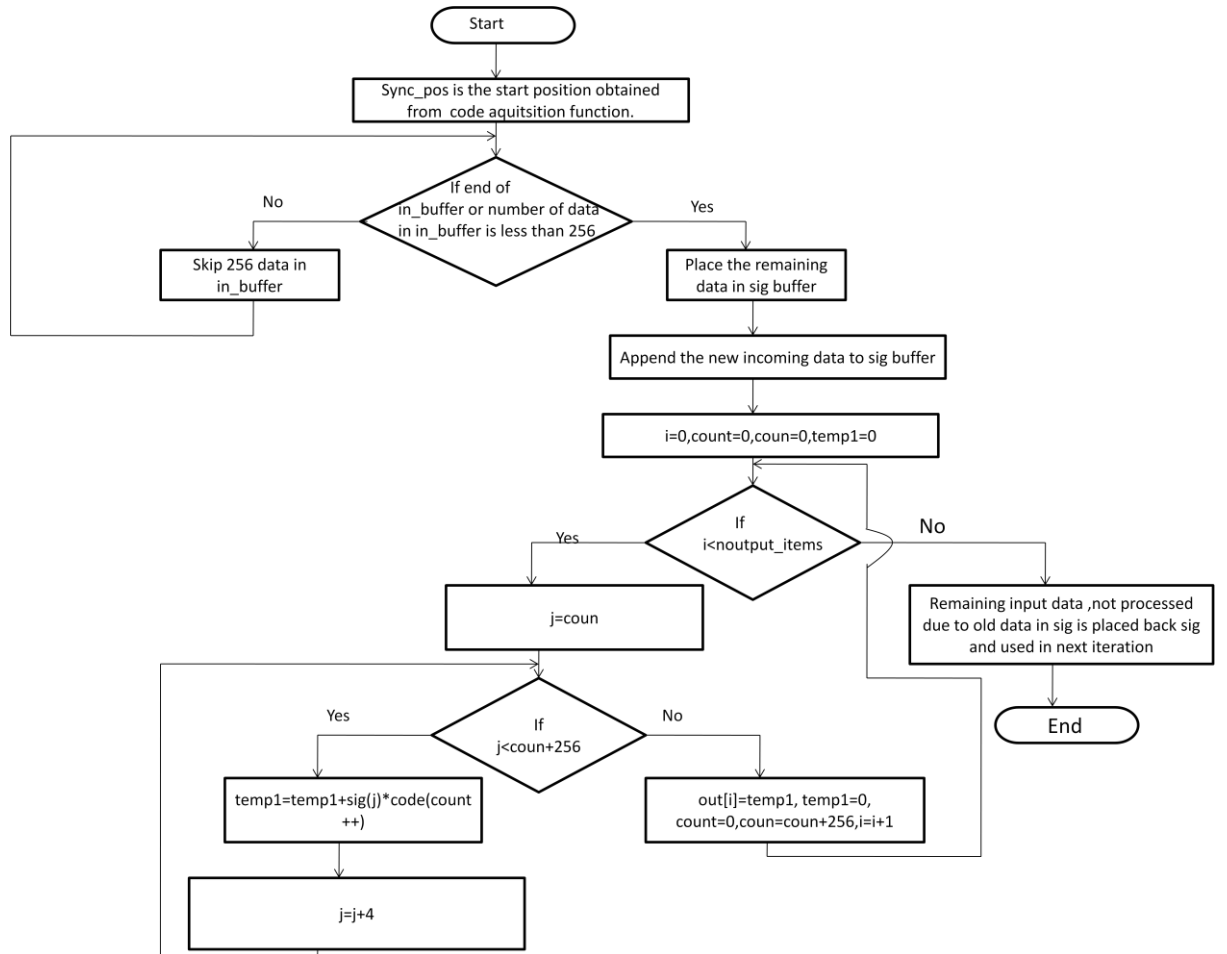 Start
Sync_pos is the start position obtained
from code aquitsition function.
If end of
in_buffer or number of data
in in_buffer is less than 256
No
Yes
Skip 256 data in
in_buffer
Place the remaining
data in sig buffer
Append the new incoming data to sig buffer
i=0,count=0,coun=0,temp1=0
If
i<noutput_items
Yes
No
j=coun
Remaining input data ,not processed
due to old data in sig is placed back sig
and used in next iteration
End
If
j<coun+256
Yes
No
temp1=temp1+sig(j)*code(count
++)
out[i]=temp1, temp1=0,
count=0,coun=coun+256,i=i+1
j=j+4